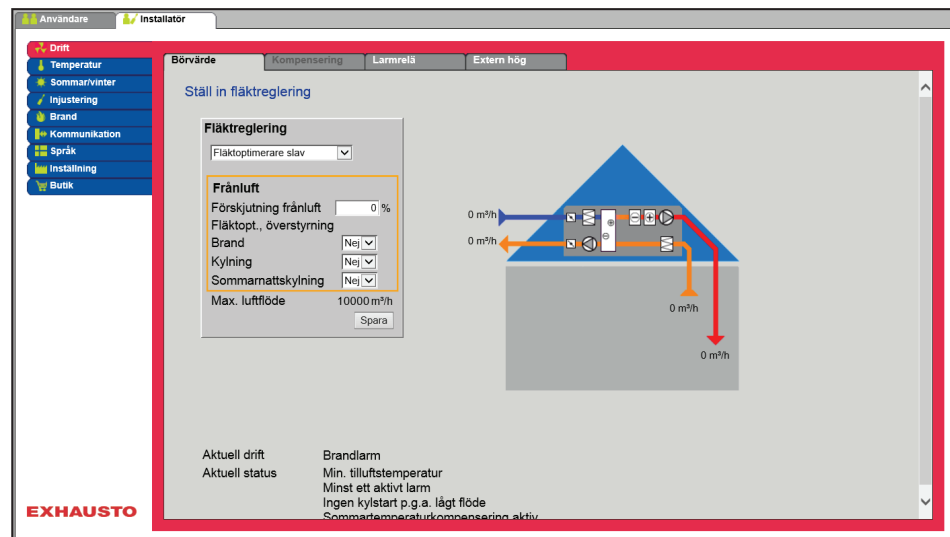 Användare
Installatör
Drift
Temperatur
Sommar/vinter
Injustering
Brand
Kommunikation
Språk
Inställning
Butik
Börvärde
Kompensering
Larmrelä
Extern hög
Ställ in fläktreglering
Fläktreglering
Fläktoptimerare slav
Frånluft
Förskjutning frånluft 0 %
Fläktopt., överstyrning
Brand Nej
Kylning Nej
Sommarnattskylning Nej
Max. luftflöde 10000 m³/h
Spara
0 m³/h
0 m³/h
0 m³/h
0 m³/h
Aktuell drift Brandlarm
Aktuell status Min. tilluftstemperatur
Minst ett aktivt larm
Ingen kylstart p.g.a. lågt flöde
Sommartemperaturkompensering aktiv
EXHAUSTO